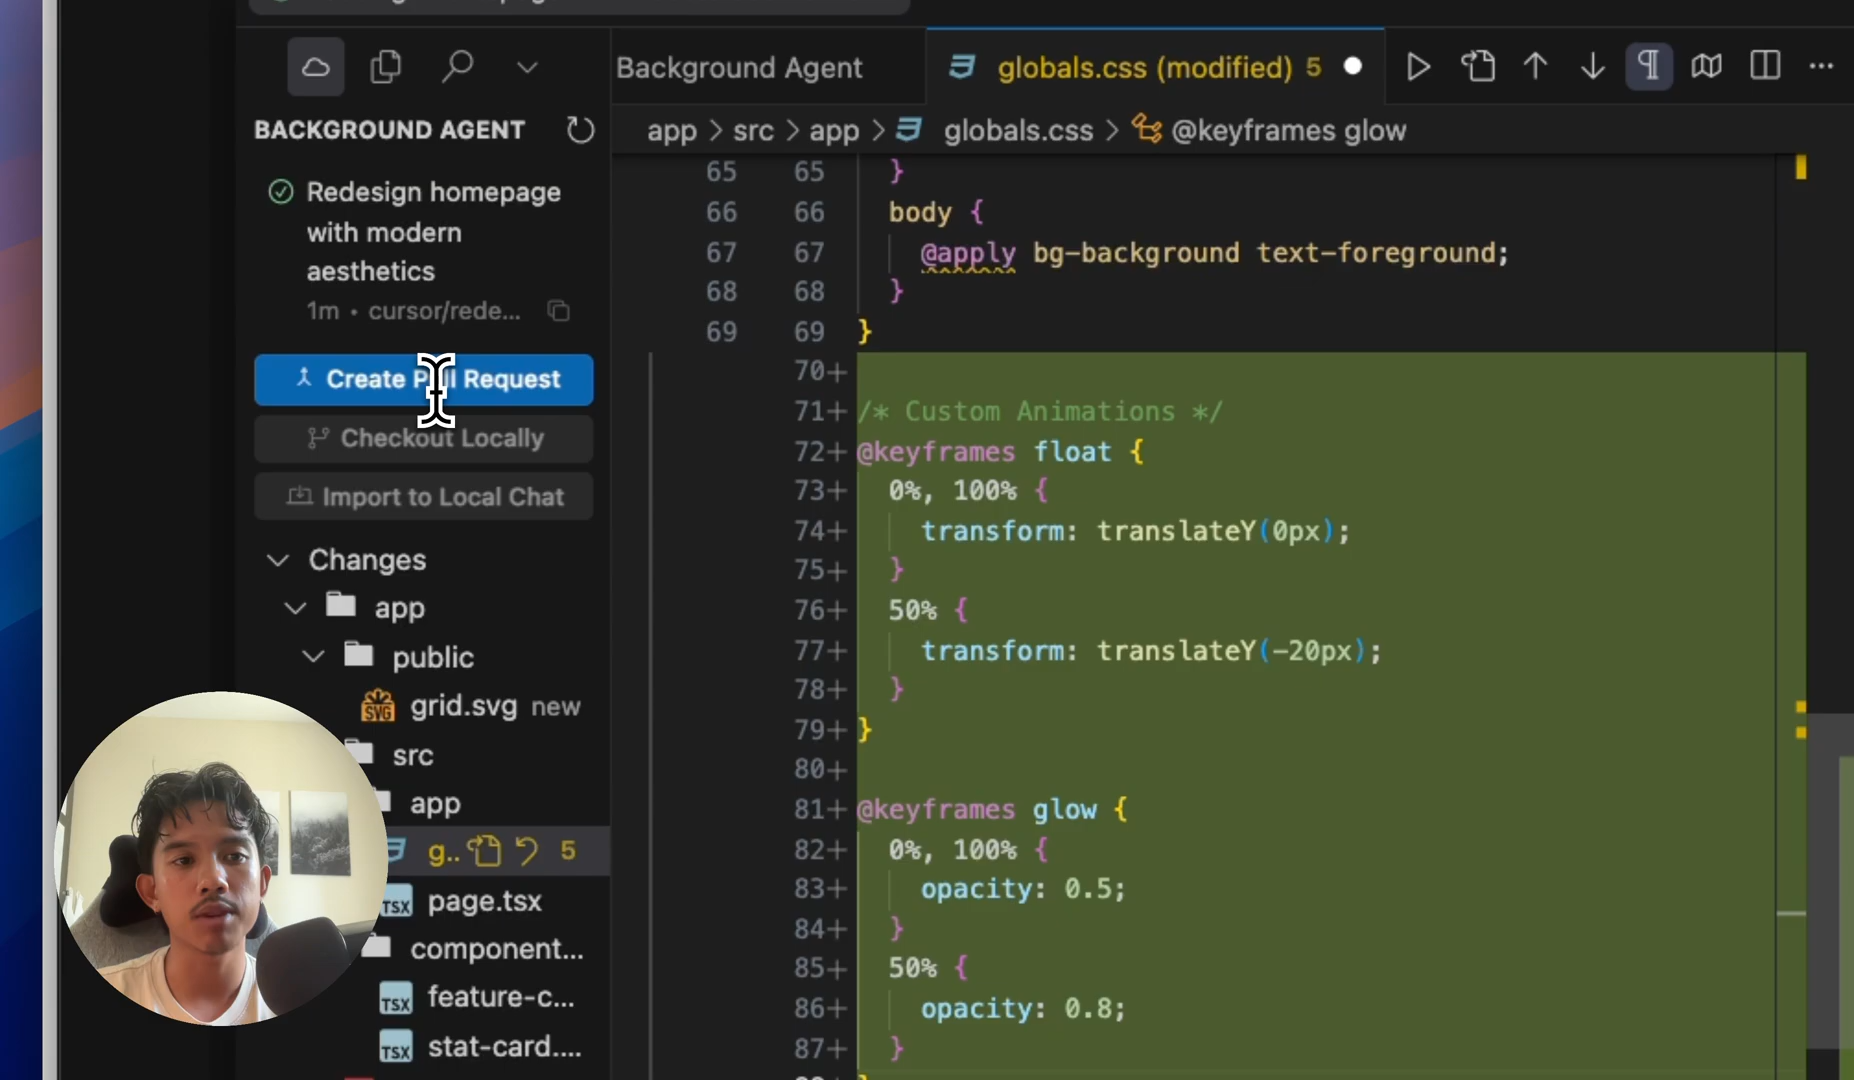 Background Agent
globals.css (modified) 5
BACKGROUND AGENT
app > src > app > globals.css > @keyframes glow
Redesign homepage
with modern
aesthetics
1m • cursor/rede...
Create Pull Request
Checkout Locally
Import to Local Chat
Changes
app
public
SVG grid.svg new
src
app
g.. 5
TSX page.tsx
component...
TSX feature-c...
TSX stat-card....
65 65 }
66 66 body {
67 67 @apply bg-background text-foreground;
68 68 }
69 69 }
70+
71+ /* Custom Animations */
72+ @keyframes float {
73+ 0%, 100% {
74+ transform: translateY(0px);
75+ }
76+ 50% {
77+ transform: translateY(-20px);
78+ }
79+ }
80+
81+ @keyframes glow {
82+ 0%, 100% {
83+ opacity: 0.5;
84+ }
85+ 50% {
86+ opacity: 0.8;
87+ }